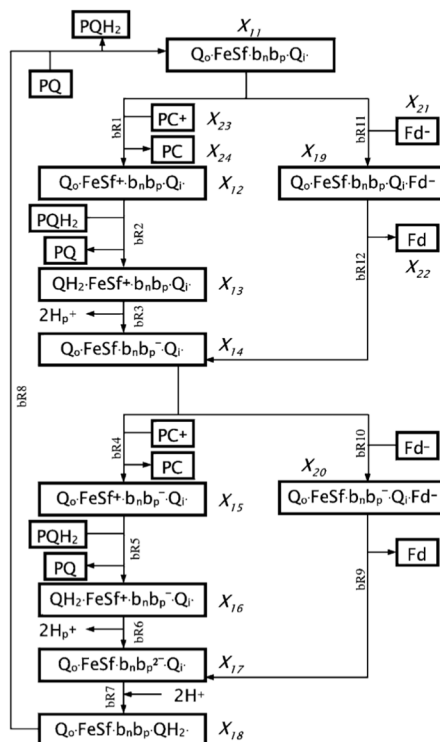 X₁₁
PQH₂
Qₒ·FeSf·bₙbₚ·Qᵢ·
PQ
bR1
PC+
X₂₃
PC
X₂₄
bR11
X₂₁
Fd-
X₁₉
Qₒ·FeSf+·bₙbₚ·Qᵢ·
X₁₂
Qₒ·FeSf·bₙbₚ·Qᵢ·Fd-
PQH₂
bR2
PQ
bR12
Fd
X₂₂
QH₂·FeSf+·bₙbₚ·Qᵢ·
X₁₃
2Hₚ+
bR3
Qₒ·FeSf·bₙbₚ⁻·Qᵢ·
X₁₄
bR8
bR4
PC+
PC
bR10
Fd-
X₂₀
Qₒ·FeSf+·bₙbₚ⁻·Qᵢ·
X₁₅
Qₒ·FeSf·bₙbₚ⁻·Qᵢ·Fd-
PQH₂
bR5
PQ
bR9
Fd
QH₂·FeSf+·bₙbₚ⁻·Qᵢ·
X₁₆
2Hₚ+
bR6
Qₒ·FeSf·bₙbₚ²⁻·Qᵢ·
X₁₇
bR7
2H+
Qₒ·FeSf·bₙbₚ·QH₂·
X₁₈